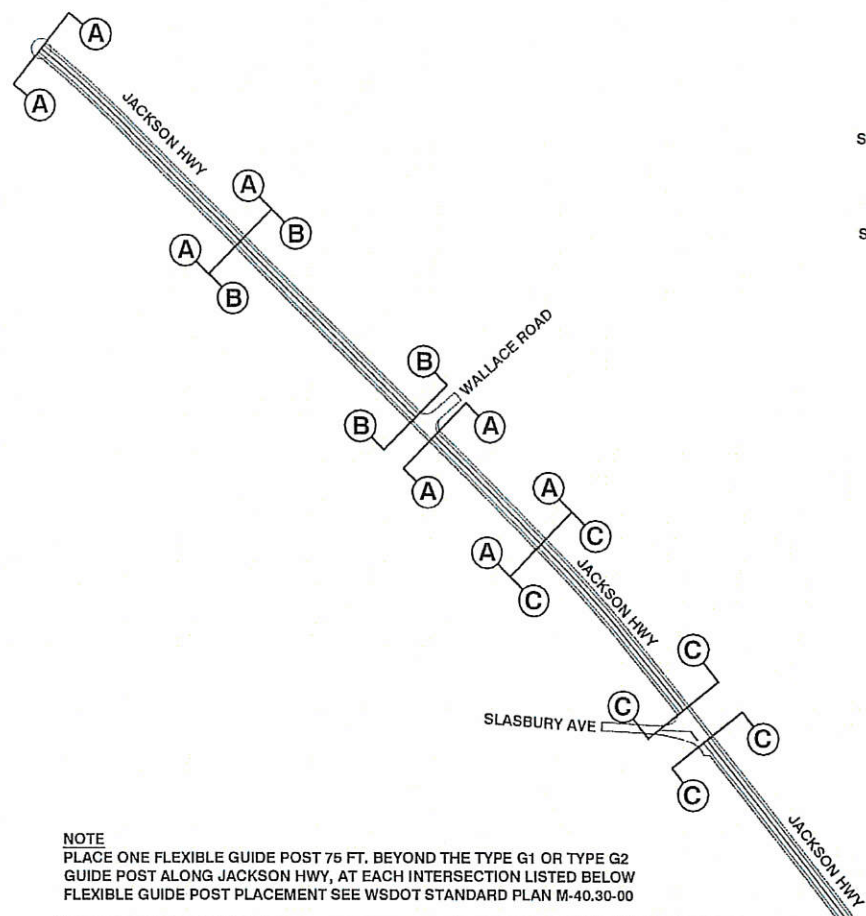 A
A
JACKSON HWY
A
B
A
B
S
S
WALLACE ROAD
B
B
A
A
A
C
A
C
JACKSON HWY
C
C
SLASBURY AVE
C
C
JACKSON HWY
NOTE
PLACE ONE FLEXIBLE GUIDE POST 75 FT. BEYOND THE TYPE G1 OR TYPE G2
GUIDE POST ALONG JACKSON HWY, AT EACH INTERSECTION LISTED BELOW
FLEXIBLE GUIDE POST PLACEMENT SEE WSDOT STANDARD PLAN M-40.30-00